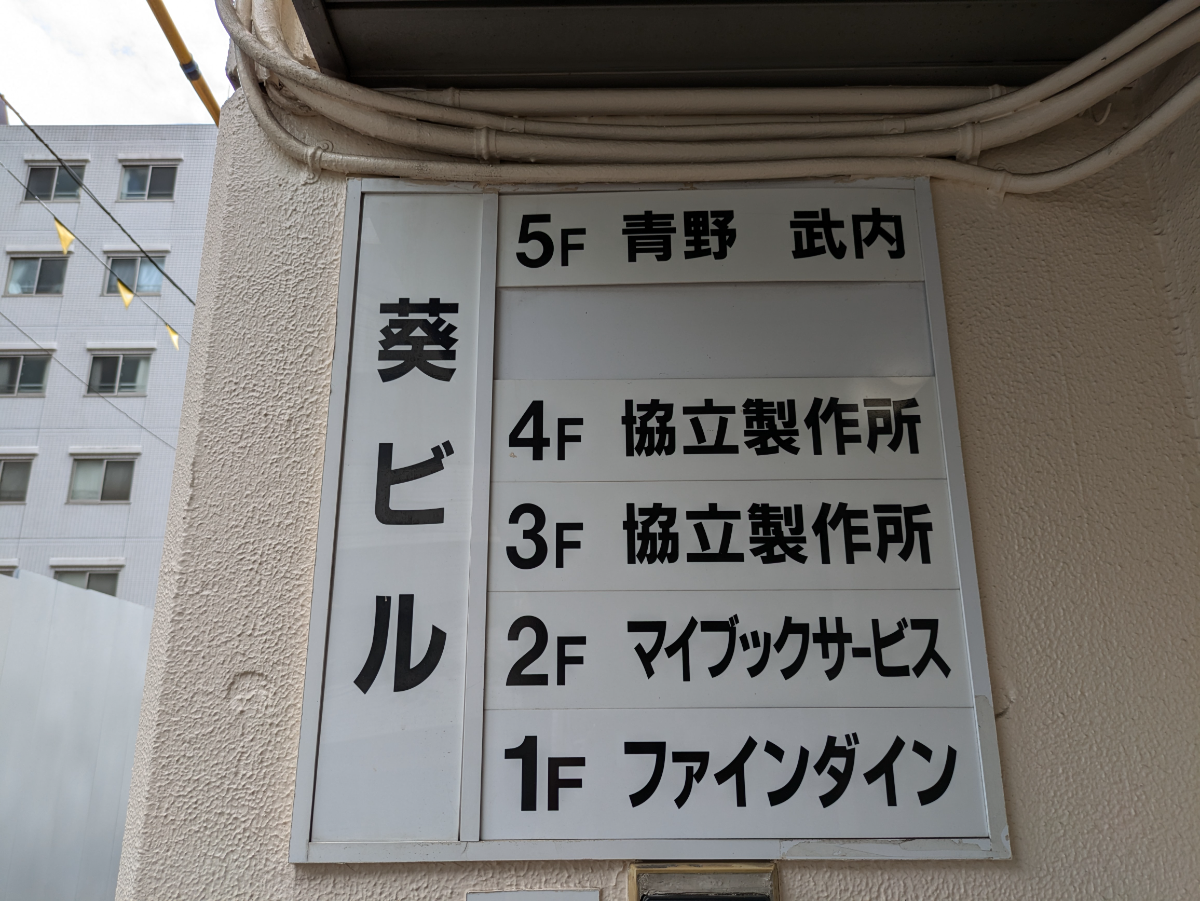 葵ビル
5F 青野 武内
4F 協立製作所
3F 協立製作所
2F マイブックサービス
1F ファインダイン